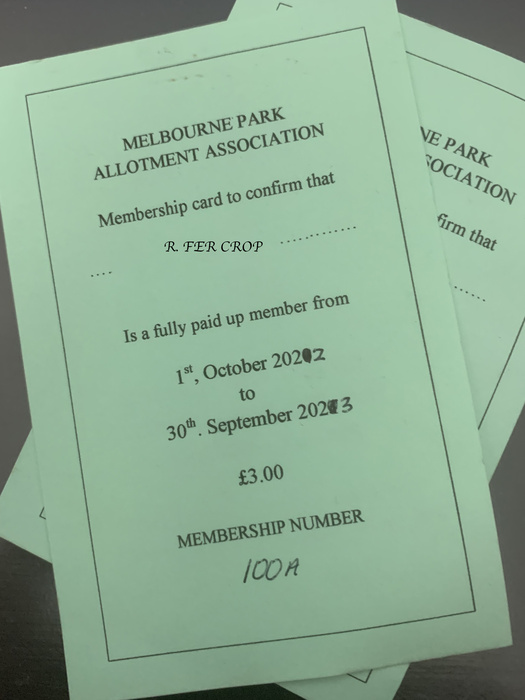 MELBOURNE PARK
ALLOTMENT ASSOCIATION
Membership card to confirm that
R. FER CROP ............
....
Is a fully paid up member from
1st, October 2022
to
30th. September 2023
£3.00
MEMBERSHIP NUMBER
100A
NE PARK
SOCIATION
firm that
......